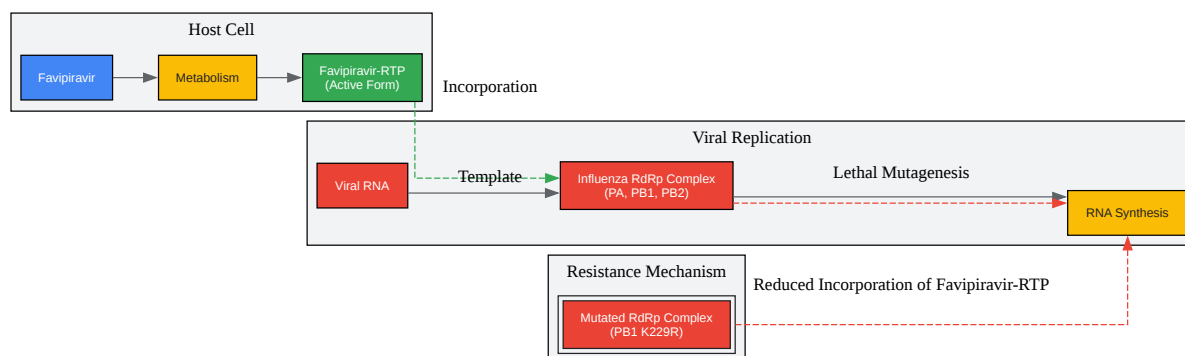 Host Cell
Favipiravir
Metabolism
Favipiravir-RTP
(Active Form)
Incorporation
Viral Replication
Viral RNA
Template
Influenza RdRp Complex
(PA, PB1, PB2)
Lethal Mutagenesis
RNA Synthesis
Resistance Mechanism
Mutated RdRp Complex
(PB1 K229R)
Reduced Incorporation of Favipiravir-RTP